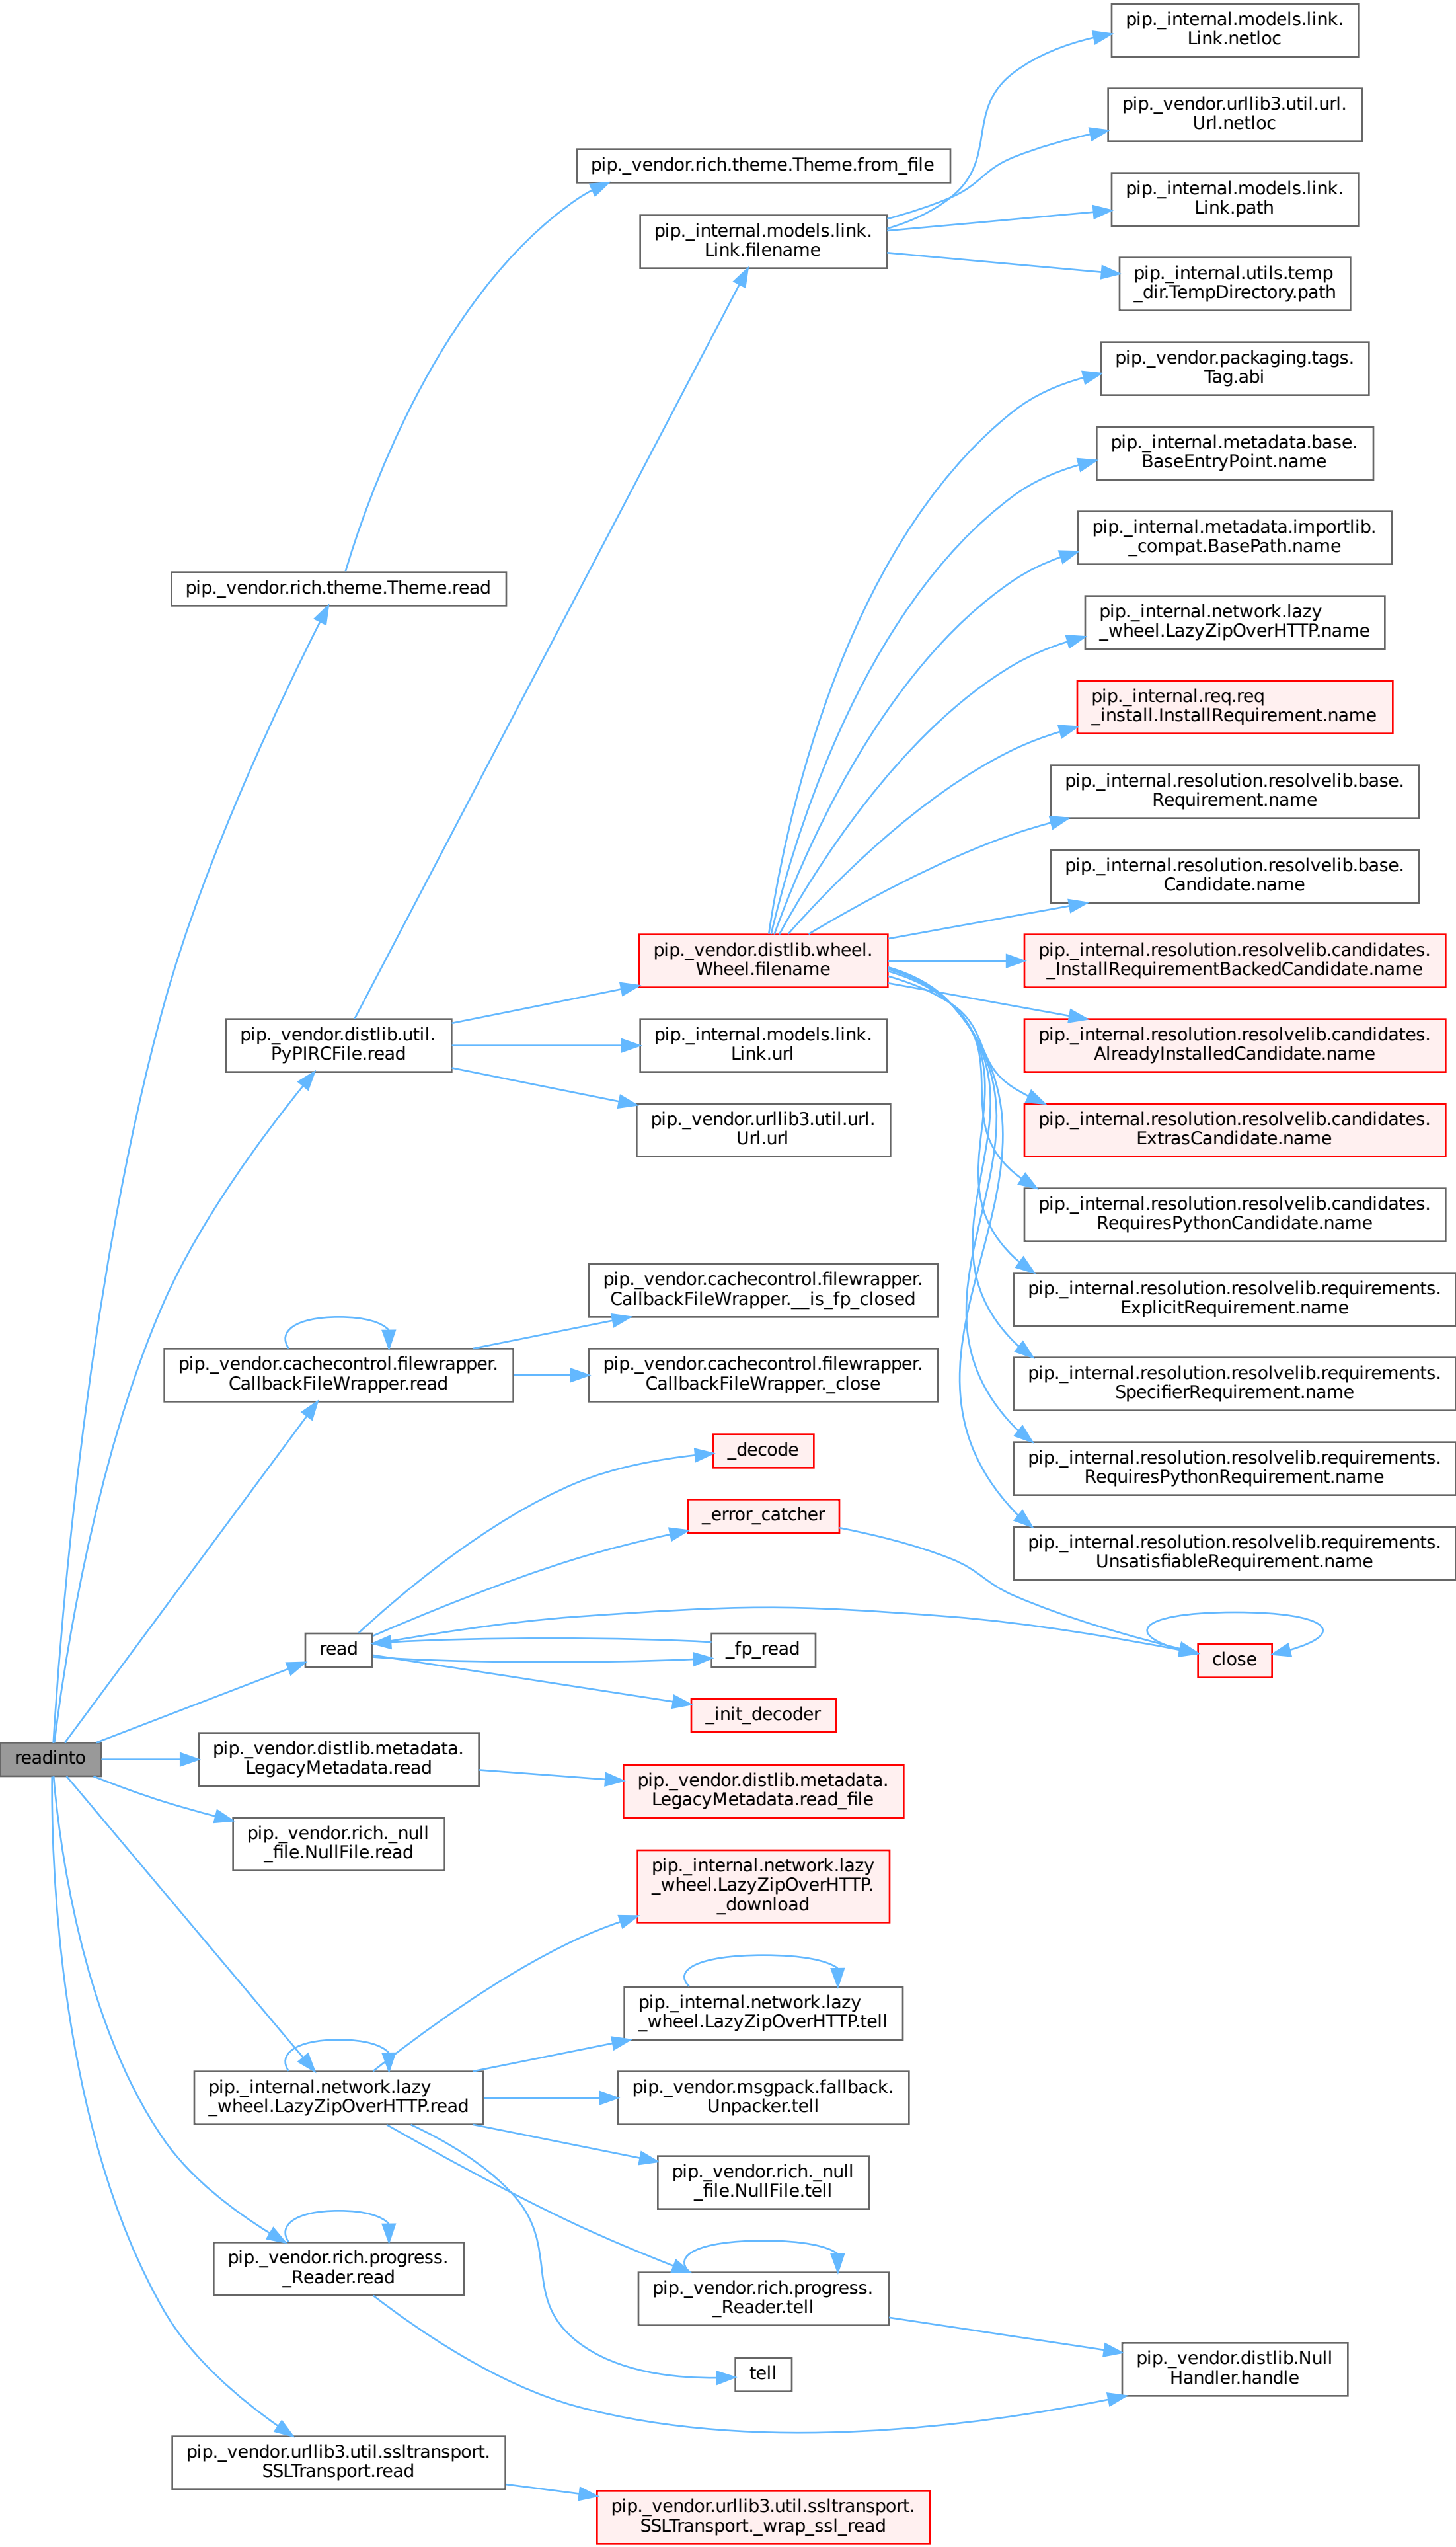 readinto
pip._vendor.rich.theme.Theme.read
pip._vendor.distlib.util.
PyPIRCFile.read
pip._vendor.cachecontrol.filewrapper.
CallbackFileWrapper.read
read
pip._vendor.distlib.metadata.
LegacyMetadata.read
pip._vendor.rich._null
_file.NullFile.read
pip._internal.network.lazy
_wheel.LazyZipOverHTTP.read
pip._vendor.rich.progress.
_Reader.read
pip._vendor.urllib3.util.ssltransport.
SSLTransport.read
pip._vendor.rich.theme.Theme.from_file
pip._internal.models.link.
Link.filename
pip._vendor.distlib.wheel.
Wheel.filename
pip._internal.models.link.
Link.url
pip._vendor.urllib3.util.url.
Url.url
pip._vendor.cachecontrol.filewrapper.
CallbackFileWrapper.__is_fp_closed
pip._vendor.cachecontrol.filewrapper.
CallbackFileWrapper._close
_decode
_error_catcher
_fp_read
_init_decoder
pip._vendor.distlib.metadata.
LegacyMetadata.read_file
pip._internal.network.lazy
_wheel.LazyZipOverHTTP.
_download
pip._internal.network.lazy
_wheel.LazyZipOverHTTP.tell
pip._vendor.msgpack.fallback.
Unpacker.tell
pip._vendor.rich._null
_file.NullFile.tell
pip._vendor.rich.progress.
_Reader.tell
tell
pip._vendor.urllib3.util.ssltransport.
SSLTransport._wrap_ssl_read
pip._internal.models.link.
Link.netloc
pip._vendor.urllib3.util.url.
Url.netloc
pip._internal.models.link.
Link.path
pip._internal.utils.temp
_dir.TempDirectory.path
pip._vendor.packaging.tags.
Tag.abi
pip._internal.metadata.base.
BaseEntryPoint.name
pip._internal.metadata.importlib.
_compat.BasePath.name
pip._internal.network.lazy
_wheel.LazyZipOverHTTP.name
pip._internal.req.req
_install.InstallRequirement.name
pip._internal.resolution.resolvelib.base.
Requirement.name
pip._internal.resolution.resolvelib.base.
Candidate.name
pip._internal.resolution.resolvelib.candidates.
_InstallRequirementBackedCandidate.name
pip._internal.resolution.resolvelib.candidates.
AlreadyInstalledCandidate.name
pip._internal.resolution.resolvelib.candidates.
ExtrasCandidate.name
pip._internal.resolution.resolvelib.candidates.
RequiresPythonCandidate.name
pip._internal.resolution.resolvelib.requirements.
ExplicitRequirement.name
pip._internal.resolution.resolvelib.requirements.
SpecifierRequirement.name
pip._internal.resolution.resolvelib.requirements.
RequiresPythonRequirement.name
pip._internal.resolution.resolvelib.requirements.
UnsatisfiableRequirement.name
close
pip._vendor.distlib.Null
Handler.handle